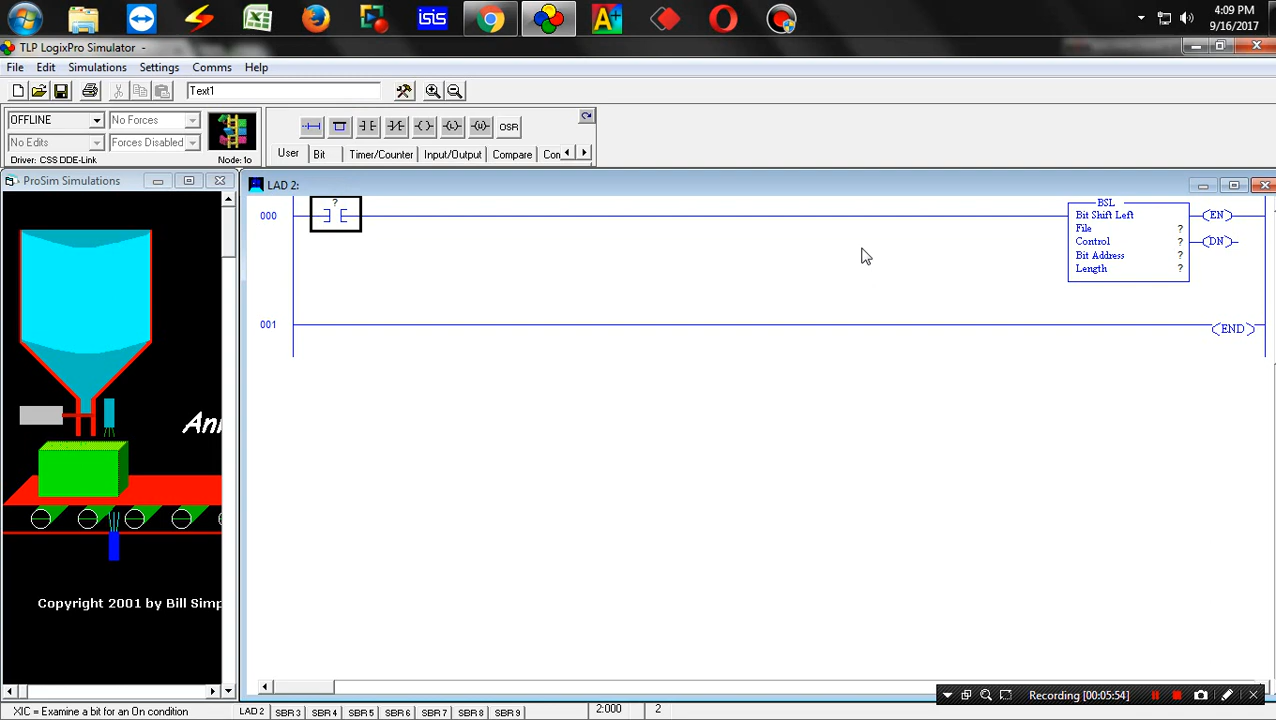 isis
4:09 PM
9/16/2017
TLP LogixPro Simulator -
File Edit Simulations Settings Comms Help
Text1
OFFLINE No Forces
No Edits Forces Disabled
Driver: CSS DDE-Link Node: 1o
OSR
User Bit Timer/Counter Input/Output Compare Con
ProSim Simulations
LAD 2:
000 ? BSL
Bit Shift Left EN
File ?
Control ? DN
Bit Address ?
Length ?
001 END
Ani
Copyright 2001 by Bill Simp
Recording [00:05:54]
XIC = Examine a bit for an On condition LAD 2 SBR 3 SBR 4 SBR 5 SBR 6 SBR 7 SBR 8 SBR 9 2:000 2